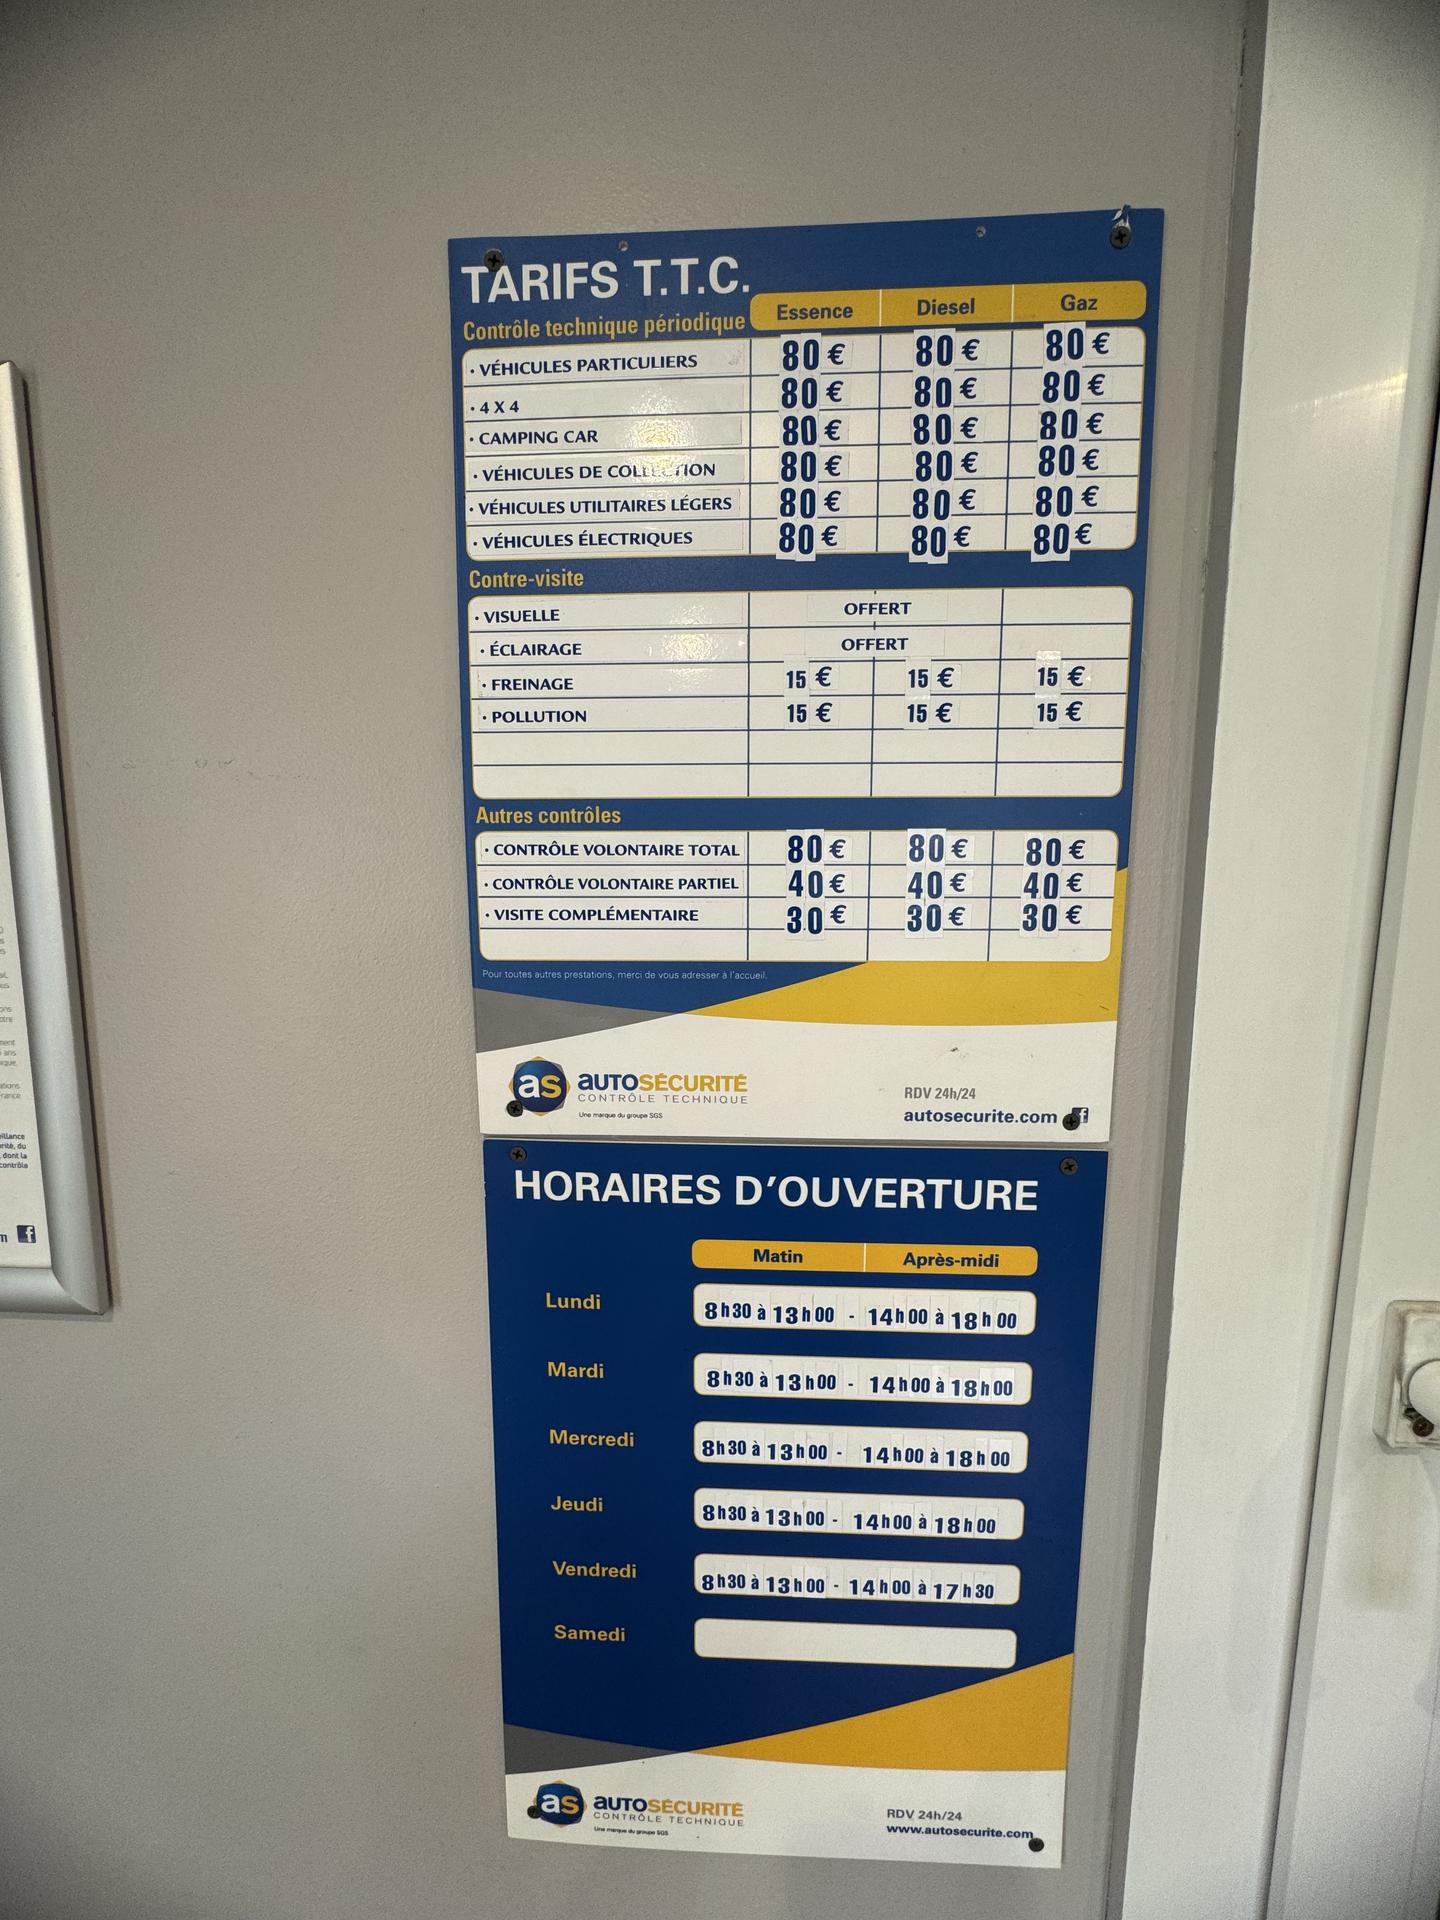 TARIFS T.T.C.
Contrôle technique périodique Essence Diesel Gaz
· VÉHICULES PARTICULIERS 80 € 80 € 80 €
· 4 X 4 80 € 80 € 80 €
· CAMPING CAR 80 € 80 € 80 €
· VÉHICULES DE COLLECTION 80 € 80 € 80 €
· VÉHICULES UTILITAIRES LÉGERS 80 € 80 € 80 €
· VÉHICULES ÉLECTRIQUES 80 € 80 € 80 €
Contre-visite
· VISUELLE OFFERT
· ÉCLAIRAGE OFFERT
· FREINAGE 15 € 15 € 15 €
· POLLUTION 15 € 15 € 15 €
Autres contrôles
· CONTRÔLE VOLONTAIRE TOTAL 80 € 80 € 80 €
· CONTRÔLE VOLONTAIRE PARTIEL 40 € 40 € 40 €
· VISITE COMPLÉMENTAIRE 30 € 30 € 30 €
Pour toutes autres prestations, merci de vous adresser à l'accueil.
as AUTOSÉCURITÉ
CONTRÔLE TECHNIQUE
Une marque du groupe SGS
RDV 24h/24
autosecurite.com f
HORAIRES D'OUVERTURE
Matin Après-midi
Lundi 8h30 à 13h00 - 14h00 à 18h00
Mardi 8h30 à 13h00 - 14h00 à 18h00
Mercredi 8h30 à 13h00 - 14h00 à 18h00
Jeudi 8h30 à 13h00 - 14h00 à 18h00
Vendredi 8h30 à 13h00 - 14h00 à 17h30
Samedi
as AUTOSÉCURITÉ
CONTRÔLE TECHNIQUE
Une marque du groupe SGS
RDV 24h/24
www.autosecurite.com